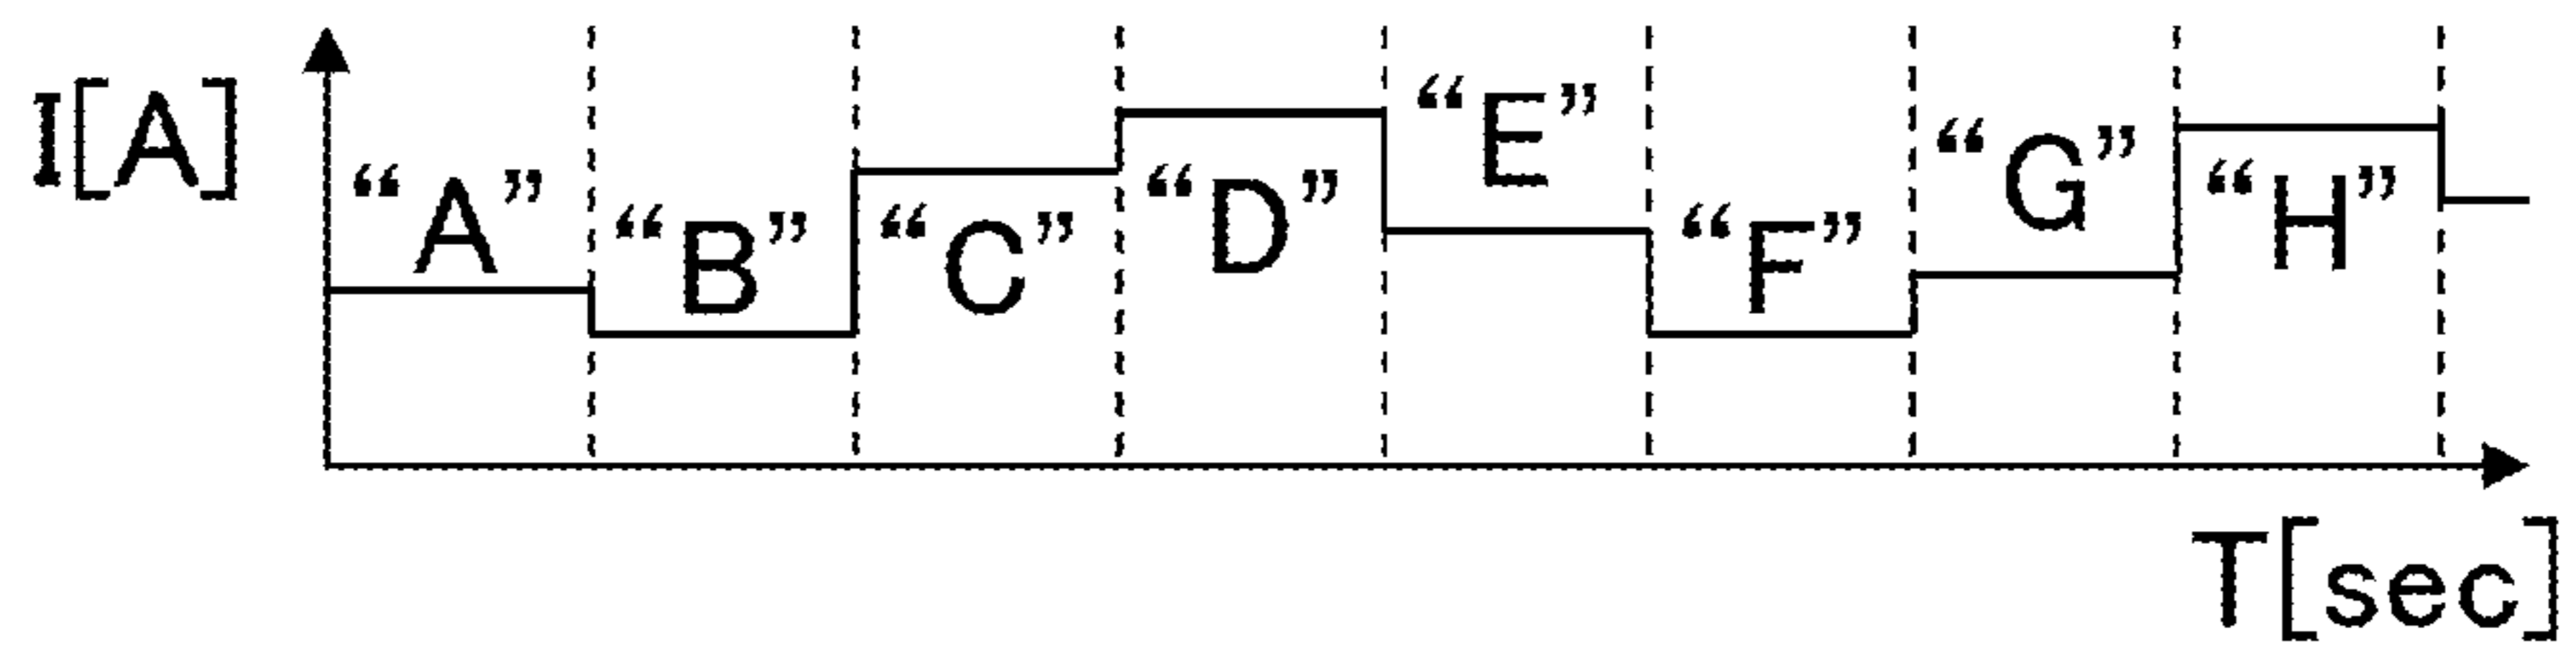 I[A] “A” “B” “C” “D” “E” “F” “G” “H”
T[sec]